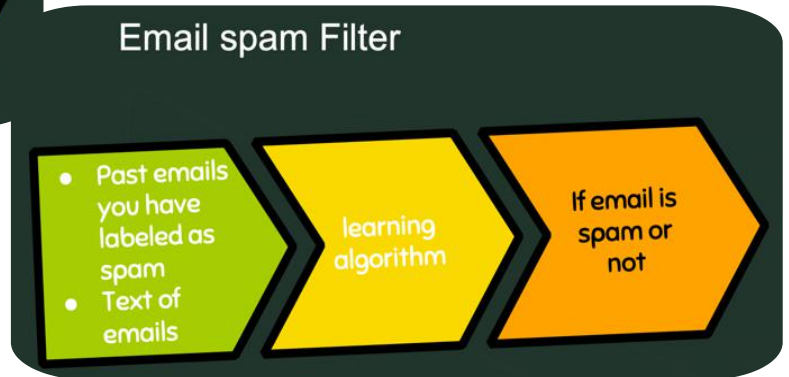 Email spam Filter
● Past emails
you have
labeled as
spam
● Text of
emails
learning
algorithm
If email is
spam or
not